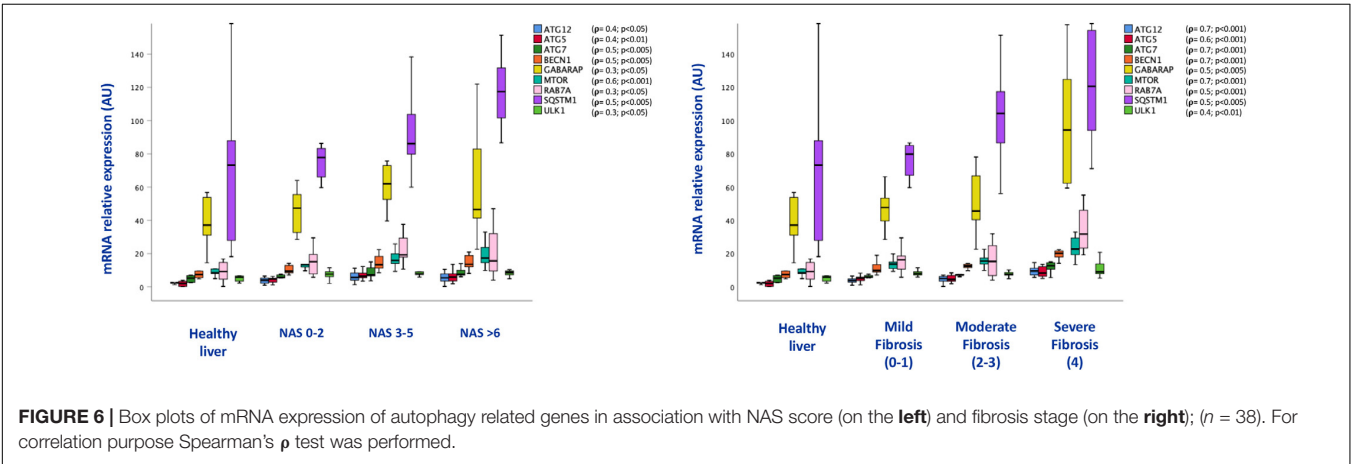 mRNA relative expression (AU)
140
120
100
80
60
40
20
0
Healthy liver
NAS 0-2
NAS 3-5
NAS >6
ATG12 (ρ= 0.4; p<0.05)
ATG5 (ρ= 0.4; p<0.01)
ATG7 (ρ= 0.5; p<0.005)
BECN1 (ρ= 0.5; p<0.005)
GABARAP (ρ= 0.3; p<0.05)
MTOR (ρ= 0.6; p<0.001)
RAB7A (ρ= 0.3; p<0.05)
SQSTM1 (ρ= 0.5; p<0.005)
ULK1 (ρ= 0.3; p<0.05)
mRNA relative expression (AU)
140
120
100
80
60
40
20
0
Healthy liver
Mild Fibrosis (0-1)
Moderate Fibrosis (2-3)
Severe Fibrosis (4)
ATG12 (ρ= 0.7; p<0.001)
ATG5 (ρ= 0.6; p<0.001)
ATG7 (ρ= 0.7; p<0.001)
BECN1 (ρ= 0.7; p<0.001)
GABARAP (ρ= 0.5; p<0.005)
MTOR (ρ= 0.7; p<0.001)
RAB7A (ρ= 0.5; p<0.001)
SQSTM1 (ρ= 0.5; p<0.005)
ULK1 (ρ= 0.4; p<0.01)
FIGURE 6 | Box plots of mRNA expression of autophagy related genes in association with NAS score (on the left) and fibrosis stage (on the right); (n = 38). For
correlation purpose Spearman's ρ test was performed.